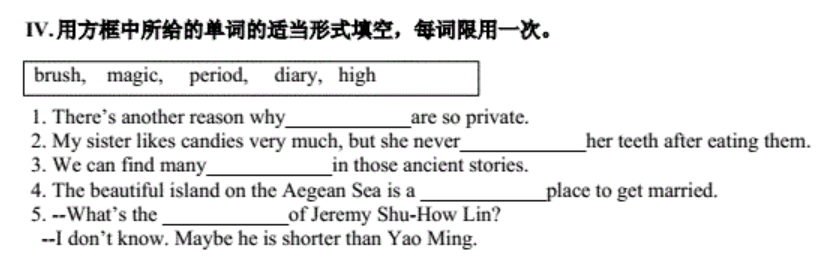 IV.用方框中所给的单词的适当形式填空，每词限用一次。
brush, magic, period, diary, high
1. There's another reason why____________are so private.
2. My sister likes candies very much, but she never____________her teeth after eating them.
3. We can find many____________in those ancient stories.
4. The beautiful island on the Aegean Sea is a ____________place to get married.
5. --What's the ____________of Jeremy Shu-How Lin?
--I don't know. Maybe he is shorter than Yao Ming.